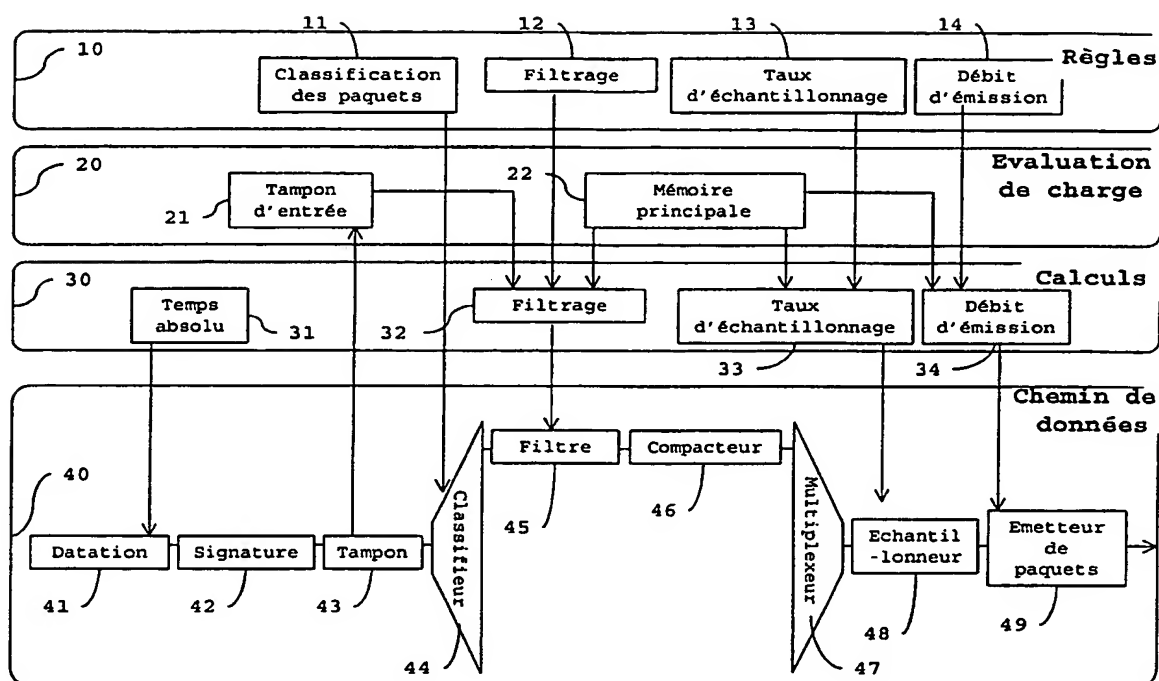 11
12
13
14
10
Règles
Classification
des paquets
Filtrage
Taux
d'échantillonnage
Débit
d'émission
20
Evaluation
de charge
Tampon
d'entrée
21
22
Mémoire
principale
30
Calculs
Temps
absolu
31
32
Filtrage
Taux
d'échantillonnage
Débit
d'émission
33
34
Chemin de
données
40
Filtre
Compacteur
45
46
Classifieur
Multiplexeur
Datation
Signature
Tampon
Echantil
-lonneur
Emetteur
de
paquets
41
42
43
44
47
48
49